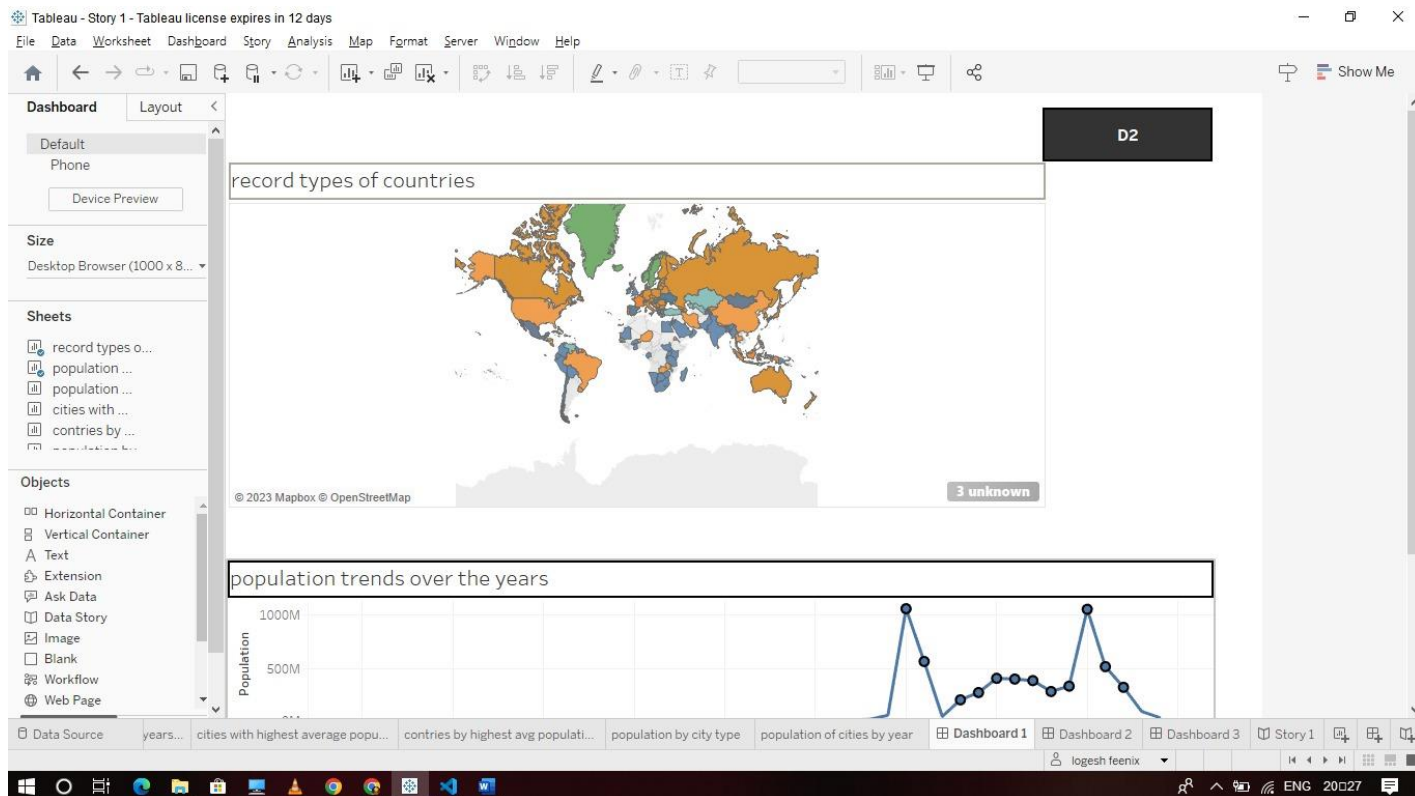 Tableau - Story 1 - Tableau license expires in 12 days
File Data Worksheet Dashboard Story Analysis Map Format Server Window Help
Show Me
Dashboard Layout
Default
Phone
Device Preview
Size
Desktop Browser (1000 x 8...
Sheets
record types o...
population ...
population ...
cities with ...
contries by ...
Objects
Horizontal Container
Vertical Container
Text
Extension
Ask Data
Data Story
Image
Blank
Workflow
Web Page
D2
record types of countries
© 2023 Mapbox © OpenStreetMap
3 unknown
population trends over the years
1000M
500M
Population
Data Source years... cities with highest average popu... contries by highest avg populati... population by city type population of cities by year Dashboard 1 Dashboard 2 Dashboard 3 Story 1
logesh feenix
ENG 20□27